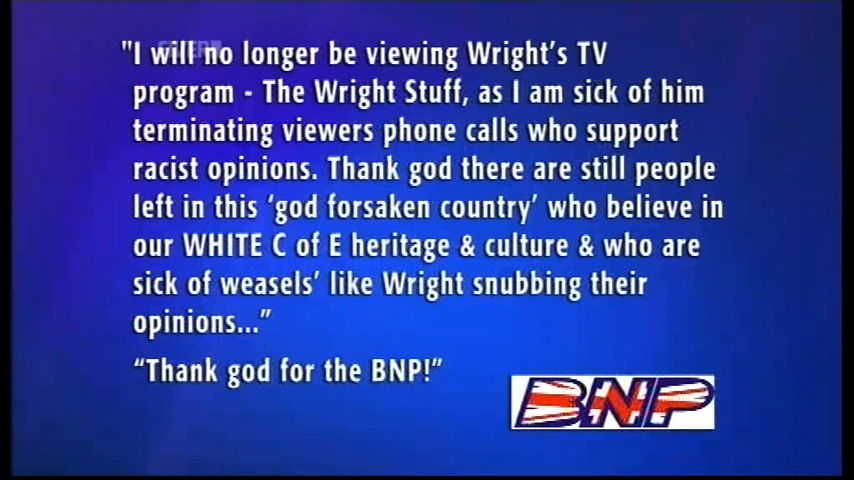 "I will no longer be viewing Wright's TV
program - The Wright Stuff, as I am sick of him
terminating viewers phone calls who support
racist opinions. Thank god there are still people
left in this 'god forsaken country' who believe in
our WHITE C of E heritage & culture & who are
sick of weasels' like Wright snubbing their
opinions..."
"Thank god for the BNP!"
BNP